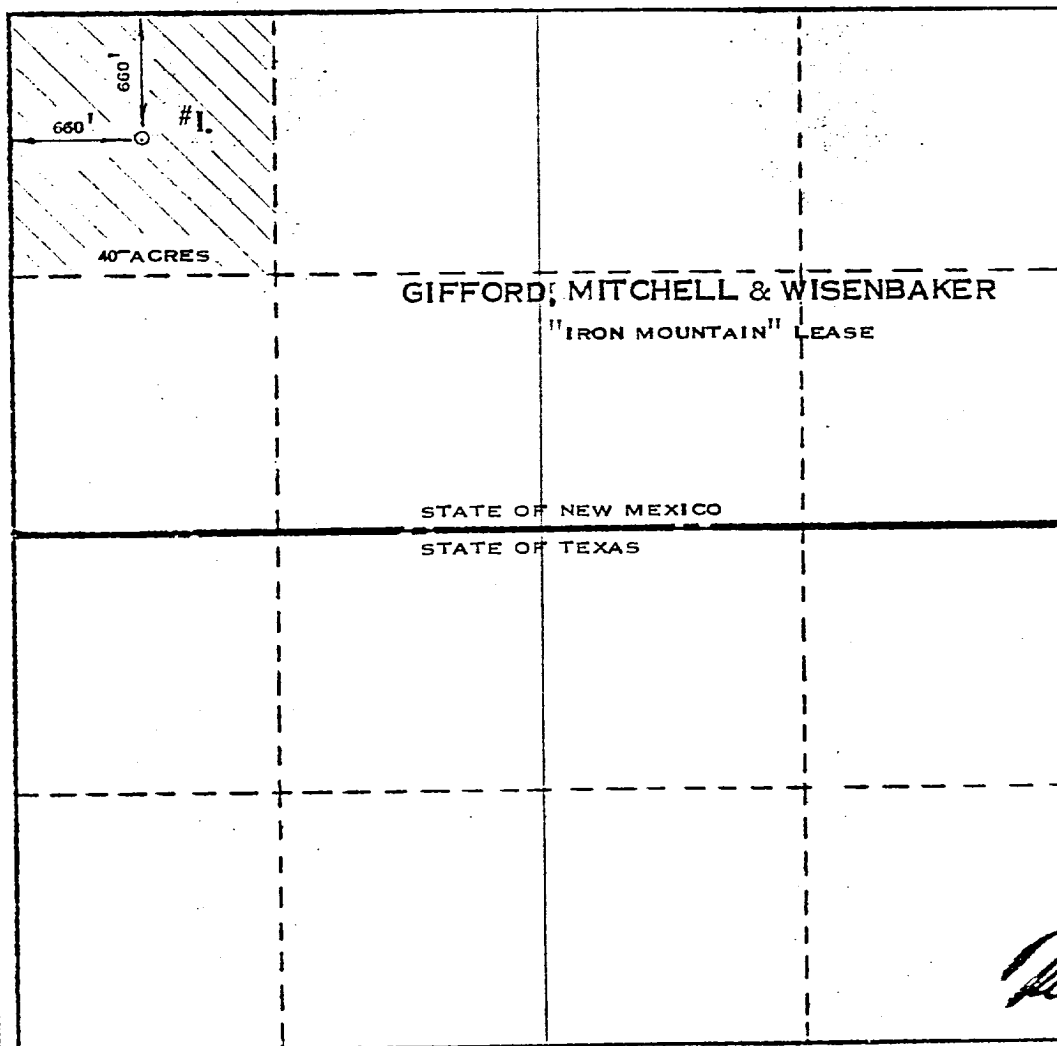 660'
660'
#1.
40 ACRES
GIFFORD, MITCHELL & WISENBAKER
"IRON MOUNTAIN" LEASE
STATE OF NEW MEXICO
STATE OF TEXAS